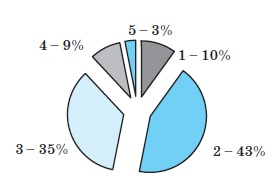 5 – 3%
4 – 9%
1 – 10%
3 – 35%
2 – 43%